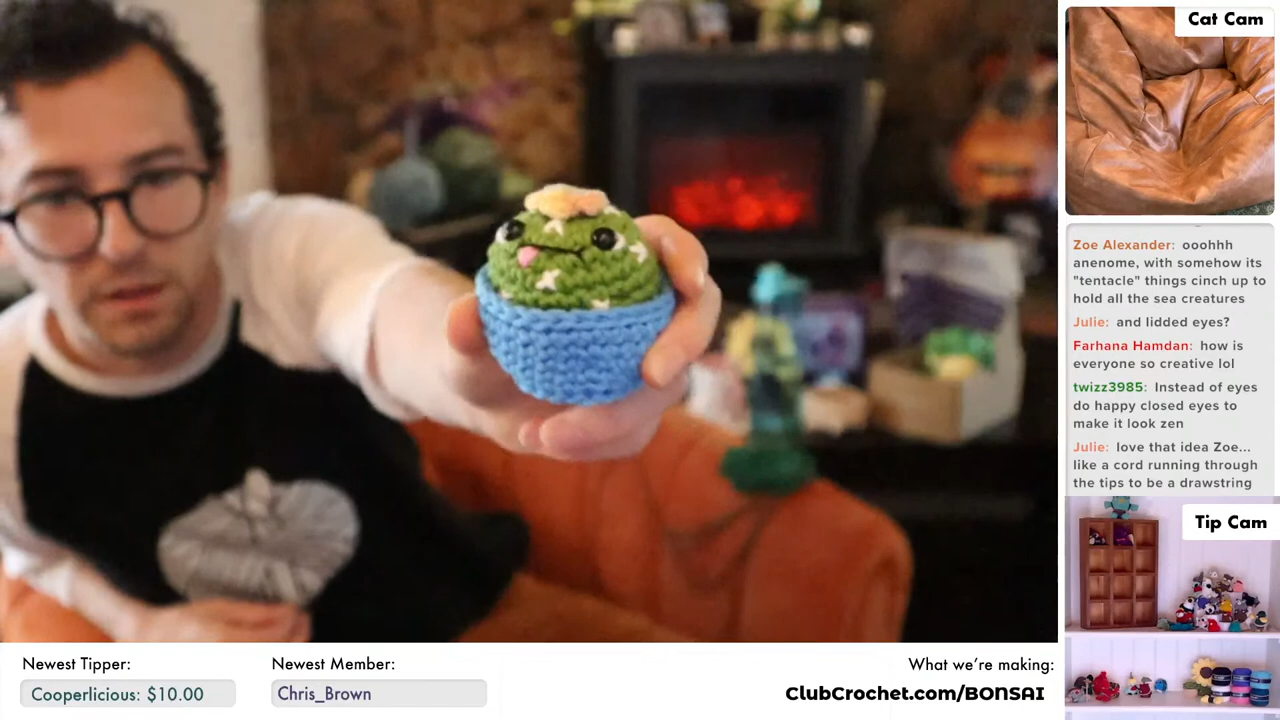 Cat Cam
Zoe Alexander: ooohhh
anenome, with somehow its
"tentacle" things cinch up to
hold all the sea creatures
Julie: and lidded eyes?
Farhana Hamdan: how is
everyone so creative lol
twizz3985: Instead of eyes
do happy closed eyes to
make it look zen
Julie: love that idea Zoe...
like a cord running through
the tips to be a drawstring
Tip Cam
Newest Tipper:
Cooperlicious: $10.00
Newest Member:
Chris_Brown
What we're making:
ClubCrochet.com/BONSAI